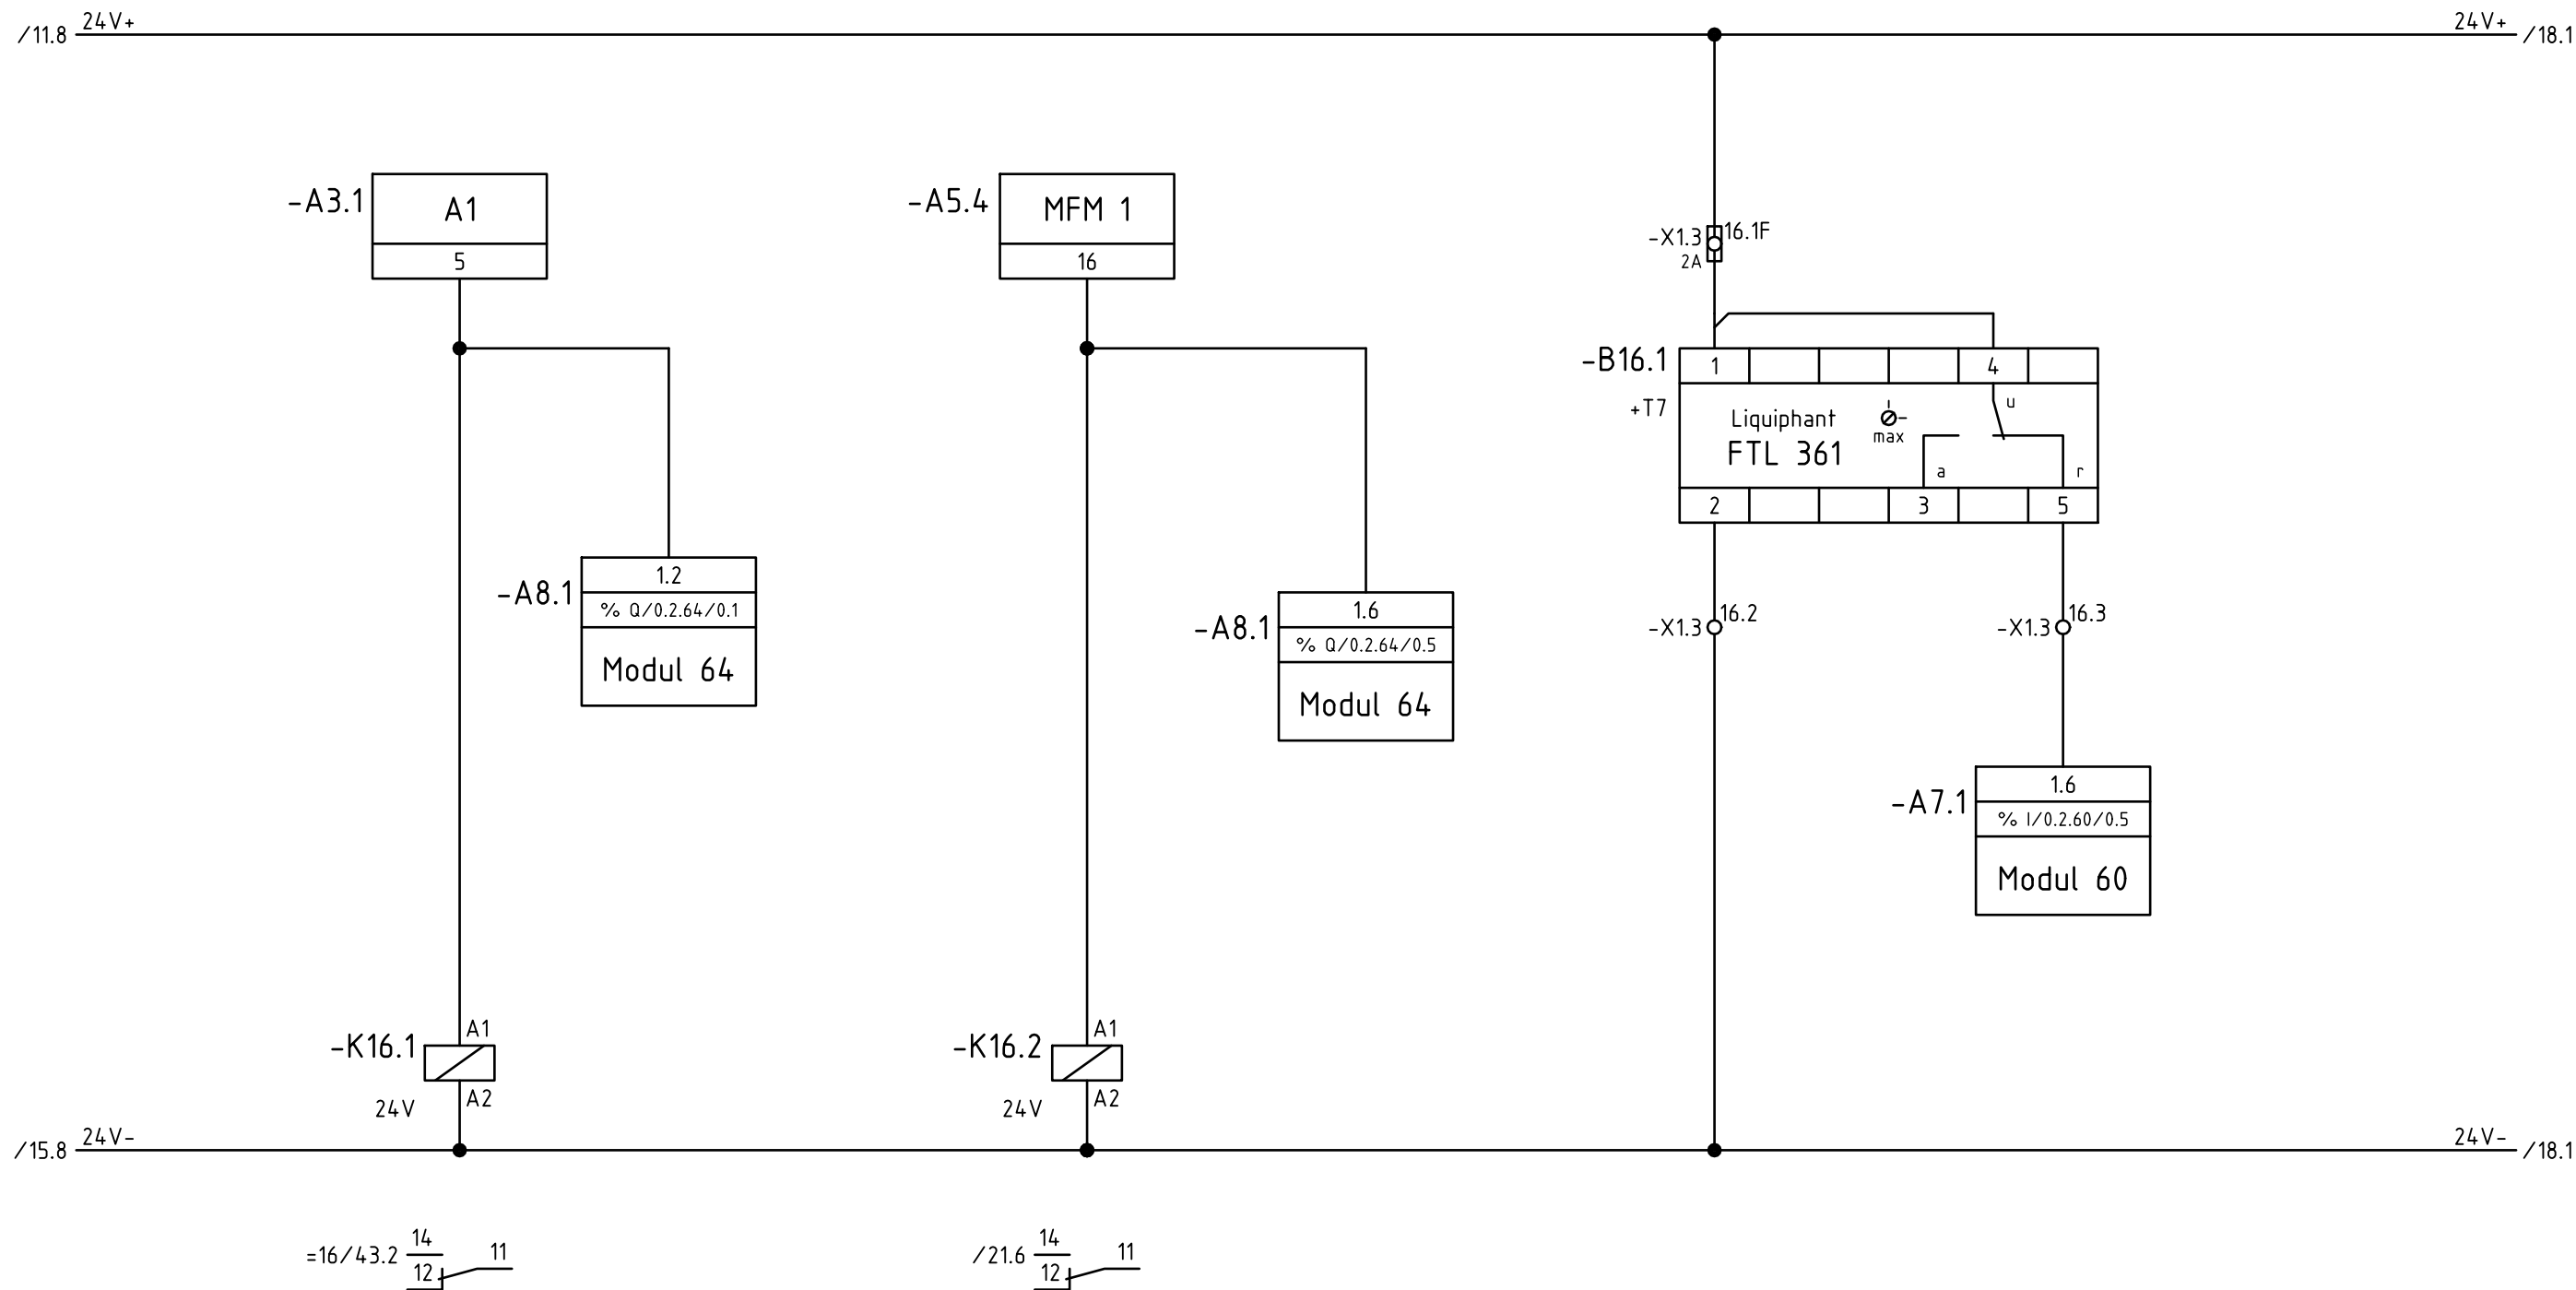 /11.8 24V+ 24V+ /18.1
-A3.1 A1
5
-A5.4 MFM 1
16
-X1.3 16.1F
2A
-B16.1 1 4
+T7 Liquiphant max u
FTL 361 a r
2 3 5
-A8.1 1.2
% Q/0.2.64/0.1
Modul 64
-A8.1 1.6
% Q/0.2.64/0.5
Modul 64
-X1.3 16.2
-X1.3 16.3
-A7.1 1.6
% I/0.2.60/0.5
Modul 60
-K16.1 A1
24V A2
-K16.2 A1
24V A2
/15.8 24V- 24V- /18.1
=16/43.2 14 11
12
/21.6 14 11
12